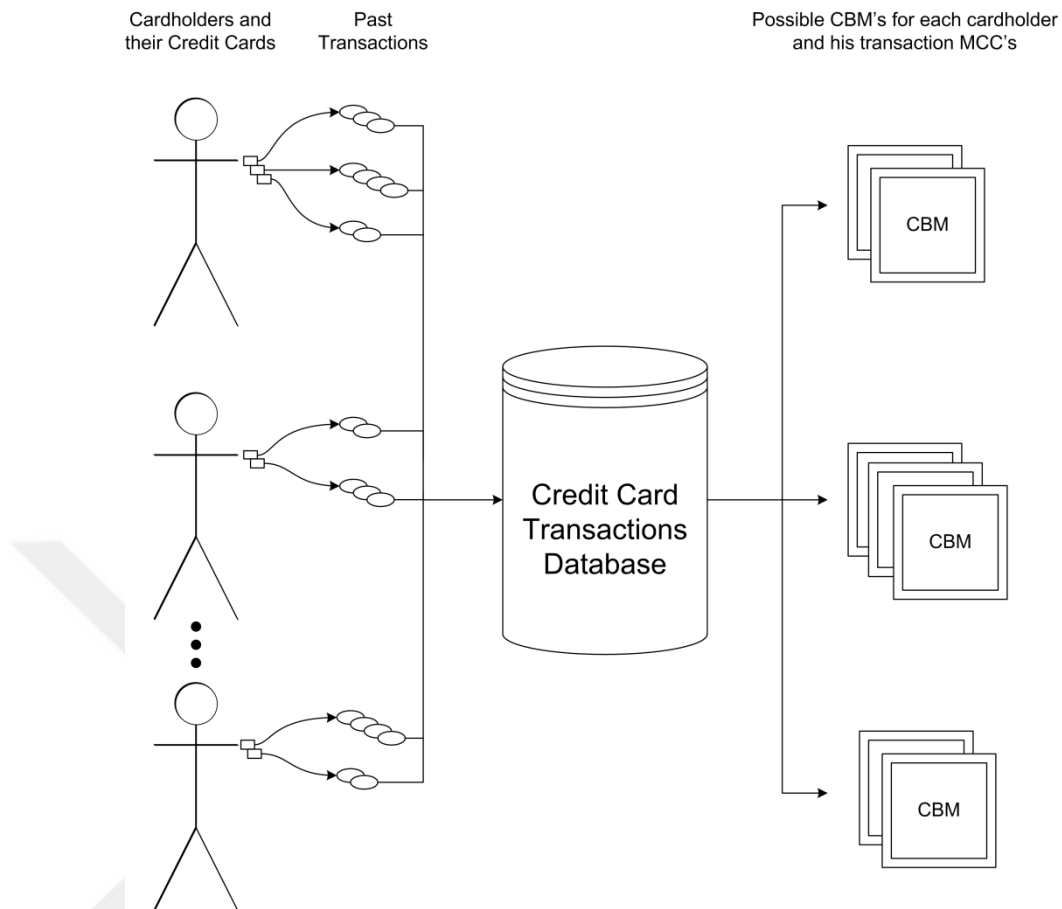 Cardholders and
their Credit Cards
Past
Transactions
Possible CBM's for each cardholder
and his transaction MCC's
CBM
Credit Card
Transactions
Database
CBM
CBM